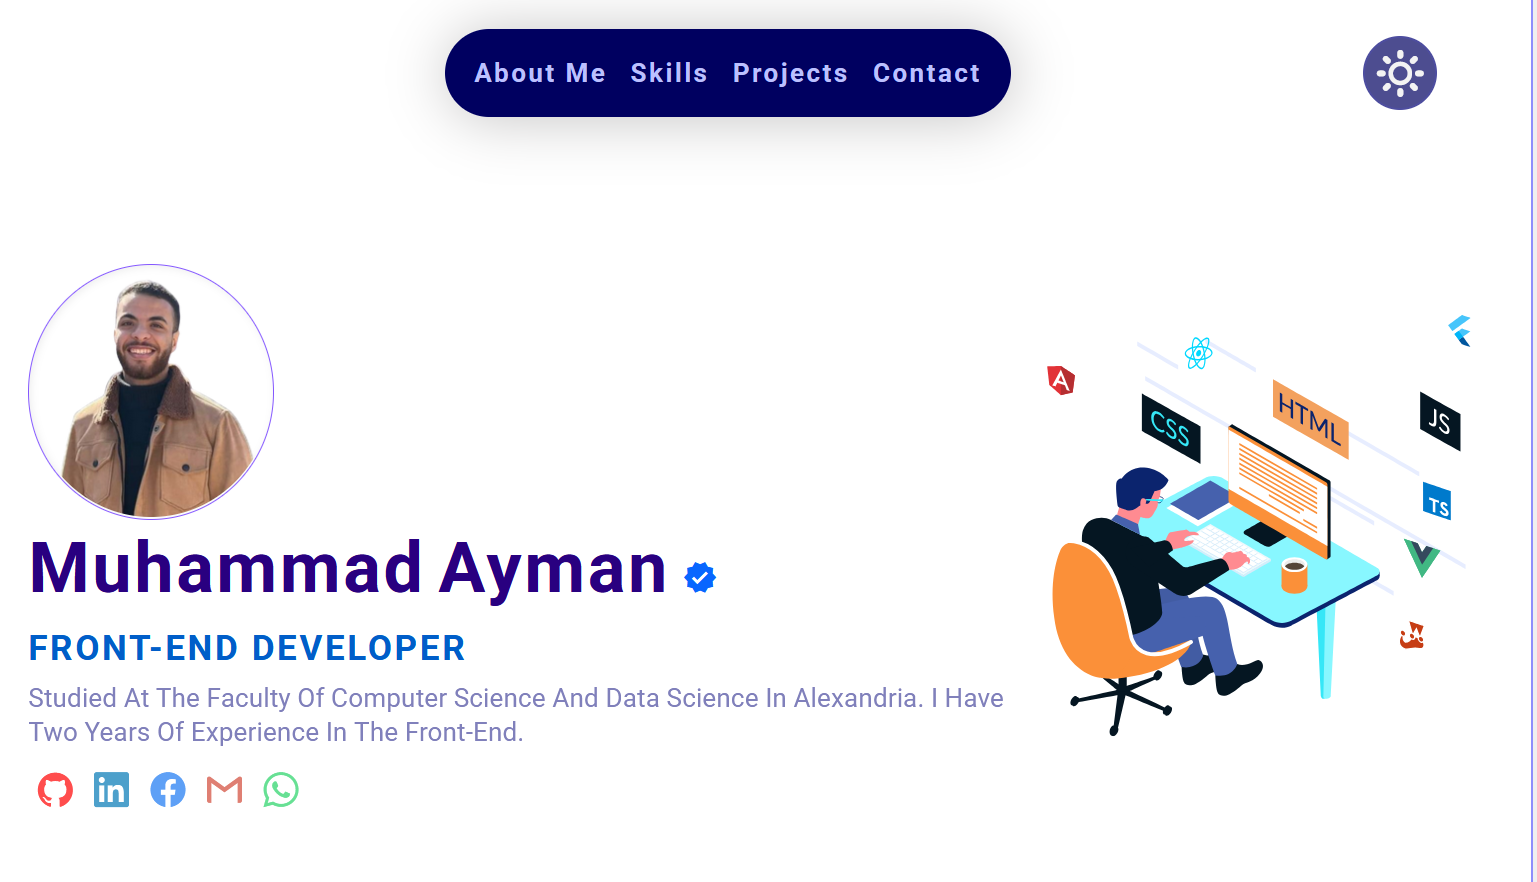 About Me Skills Projects Contact
Muhammad Ayman
FRONT-END DEVELOPER
Studied At The Faculty Of Computer Science And Data Science In Alexandria. I Have
Two Years Of Experience In The Front-End.
A
CSS
HTML
JS
TS
in